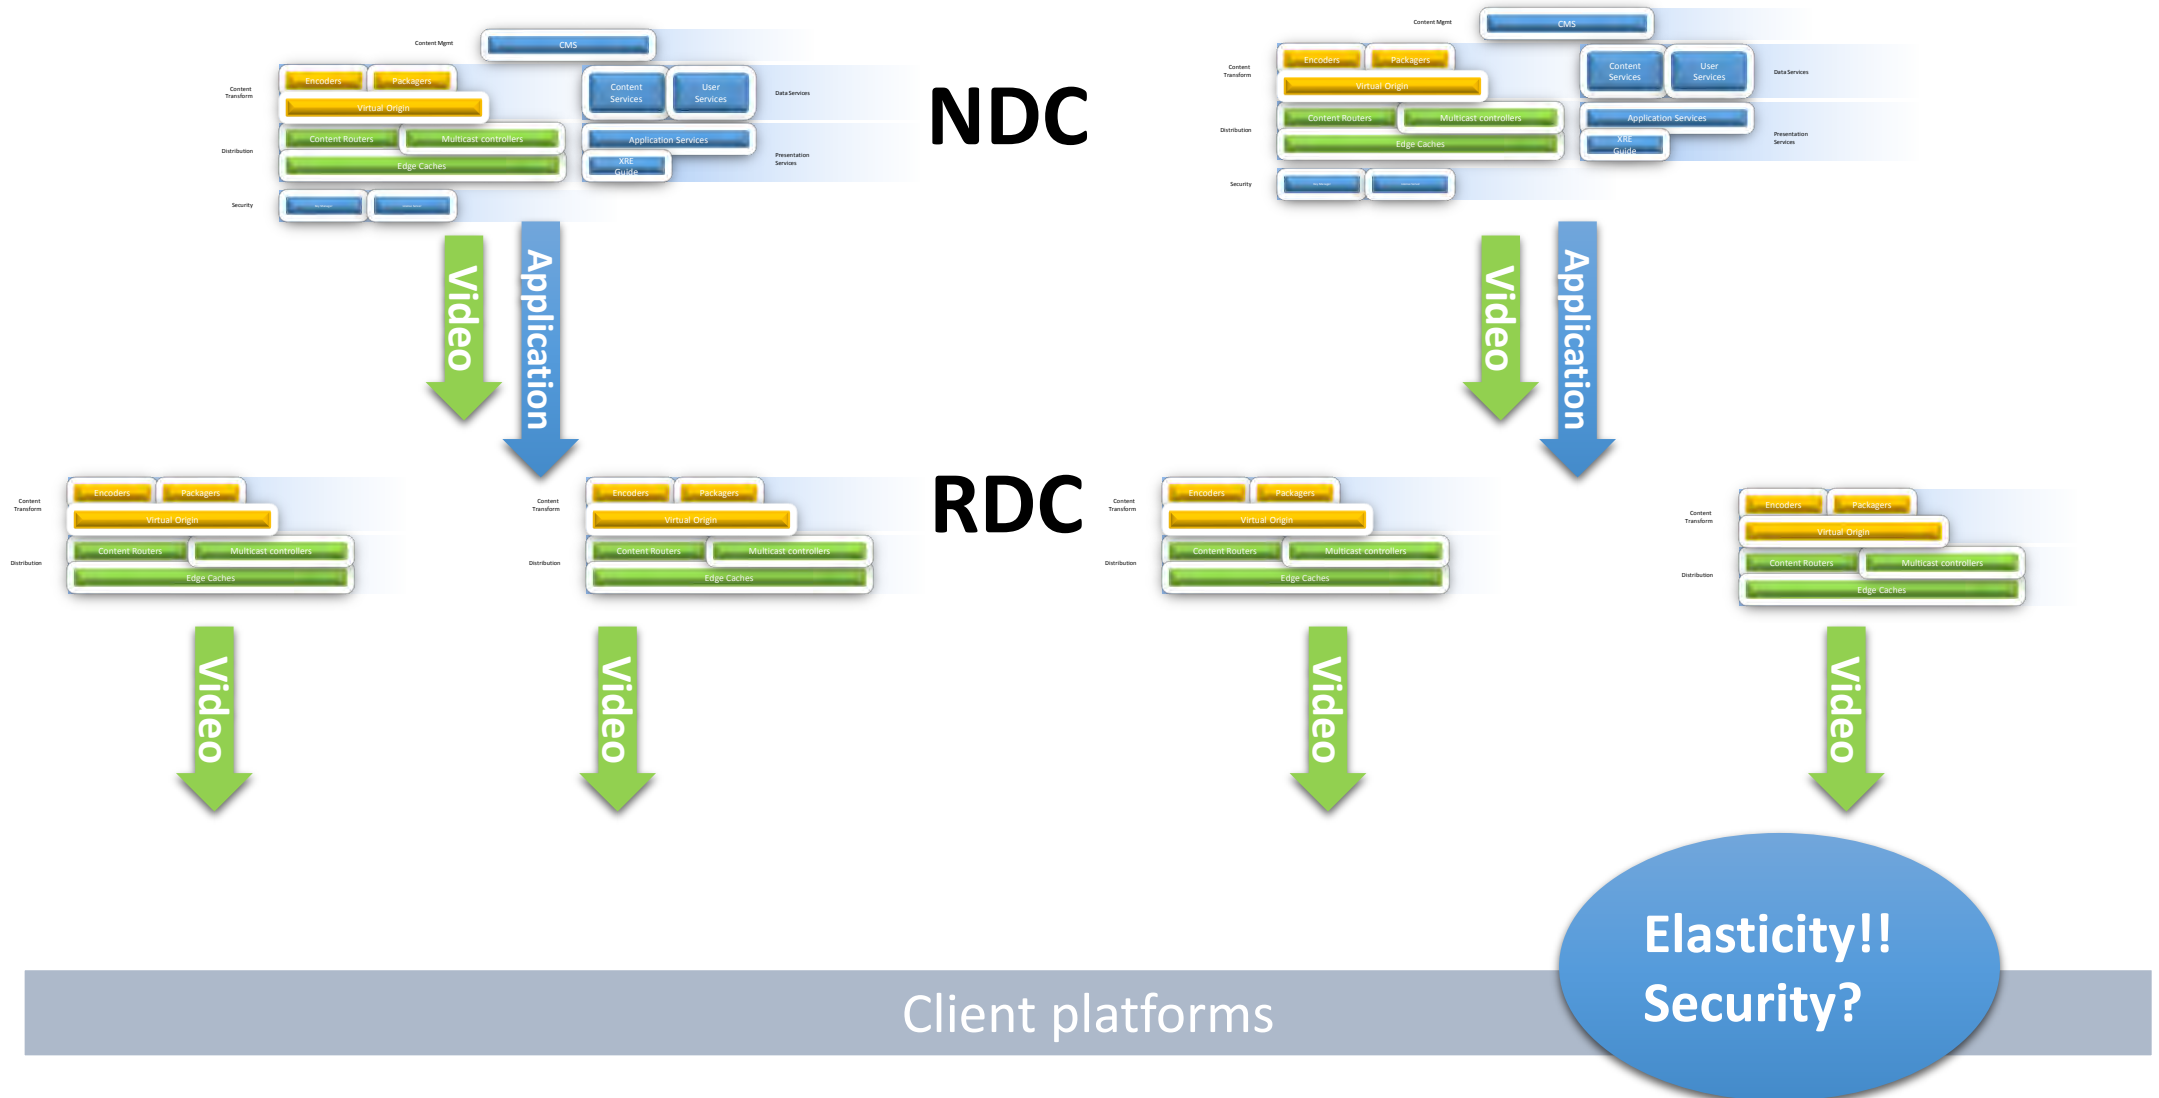 Content Mgmt
CMS
Content
Transform
Encoders
Packagers
Virtual Origin
Content
Services
User
Services
Data Services
Distribution
Content Routers
Multicast controllers
Edge Caches
Application Services
XRE
Guide
Presentation
Services
Security
NDC
Content Mgmt
CMS
Content
Transform
Encoders
Packagers
Virtual Origin
Content
Services
User
Services
Data Services
Distribution
Content Routers
Multicast controllers
Edge Caches
Application Services
XRE
Guide
Presentation
Services
Security
Video
Application
Video
Application
RDC
Content
Transform
Encoders
Packagers
Virtual Origin
Distribution
Content Routers
Multicast controllers
Edge Caches
Content
Transform
Encoders
Packagers
Virtual Origin
Distribution
Content Routers
Multicast controllers
Edge Caches
Content
Transform
Encoders
Packagers
Virtual Origin
Distribution
Content Routers
Multicast controllers
Edge Caches
Content
Transform
Encoders
Packagers
Virtual Origin
Distribution
Content Routers
Multicast controllers
Edge Caches
Video
Video
Video
Video
Elasticity!!
Security?
Client platforms